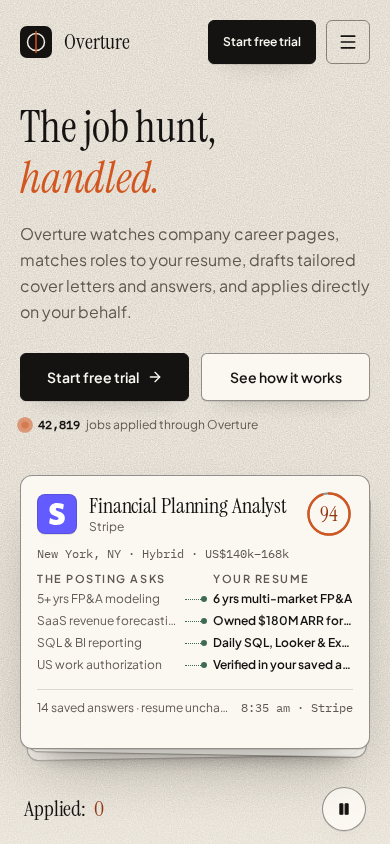 Overture
Start free trial
The job hunt,
handled.
Overture watches company career pages,
matches roles to your resume, drafts tailored
cover letters and answers, and applies directly
on your behalf.
Start free trial →
See how it works
42,819 jobs applied through Overture
S
Financial Planning Analyst
Stripe
94
New York, NY · Hybrid · US$140k–168k
THE POSTING ASKS YOUR RESUME
5+ yrs FP&A modeling 6 yrs multi-market FP&A
SaaS revenue forecasti… Owned $180M ARR for…
SQL & BI reporting Daily SQL, Looker & Ex…
US work authorization Verified in your saved a…
14 saved answers · resume uncha… 8:35 am · Stripe
Applied: 0